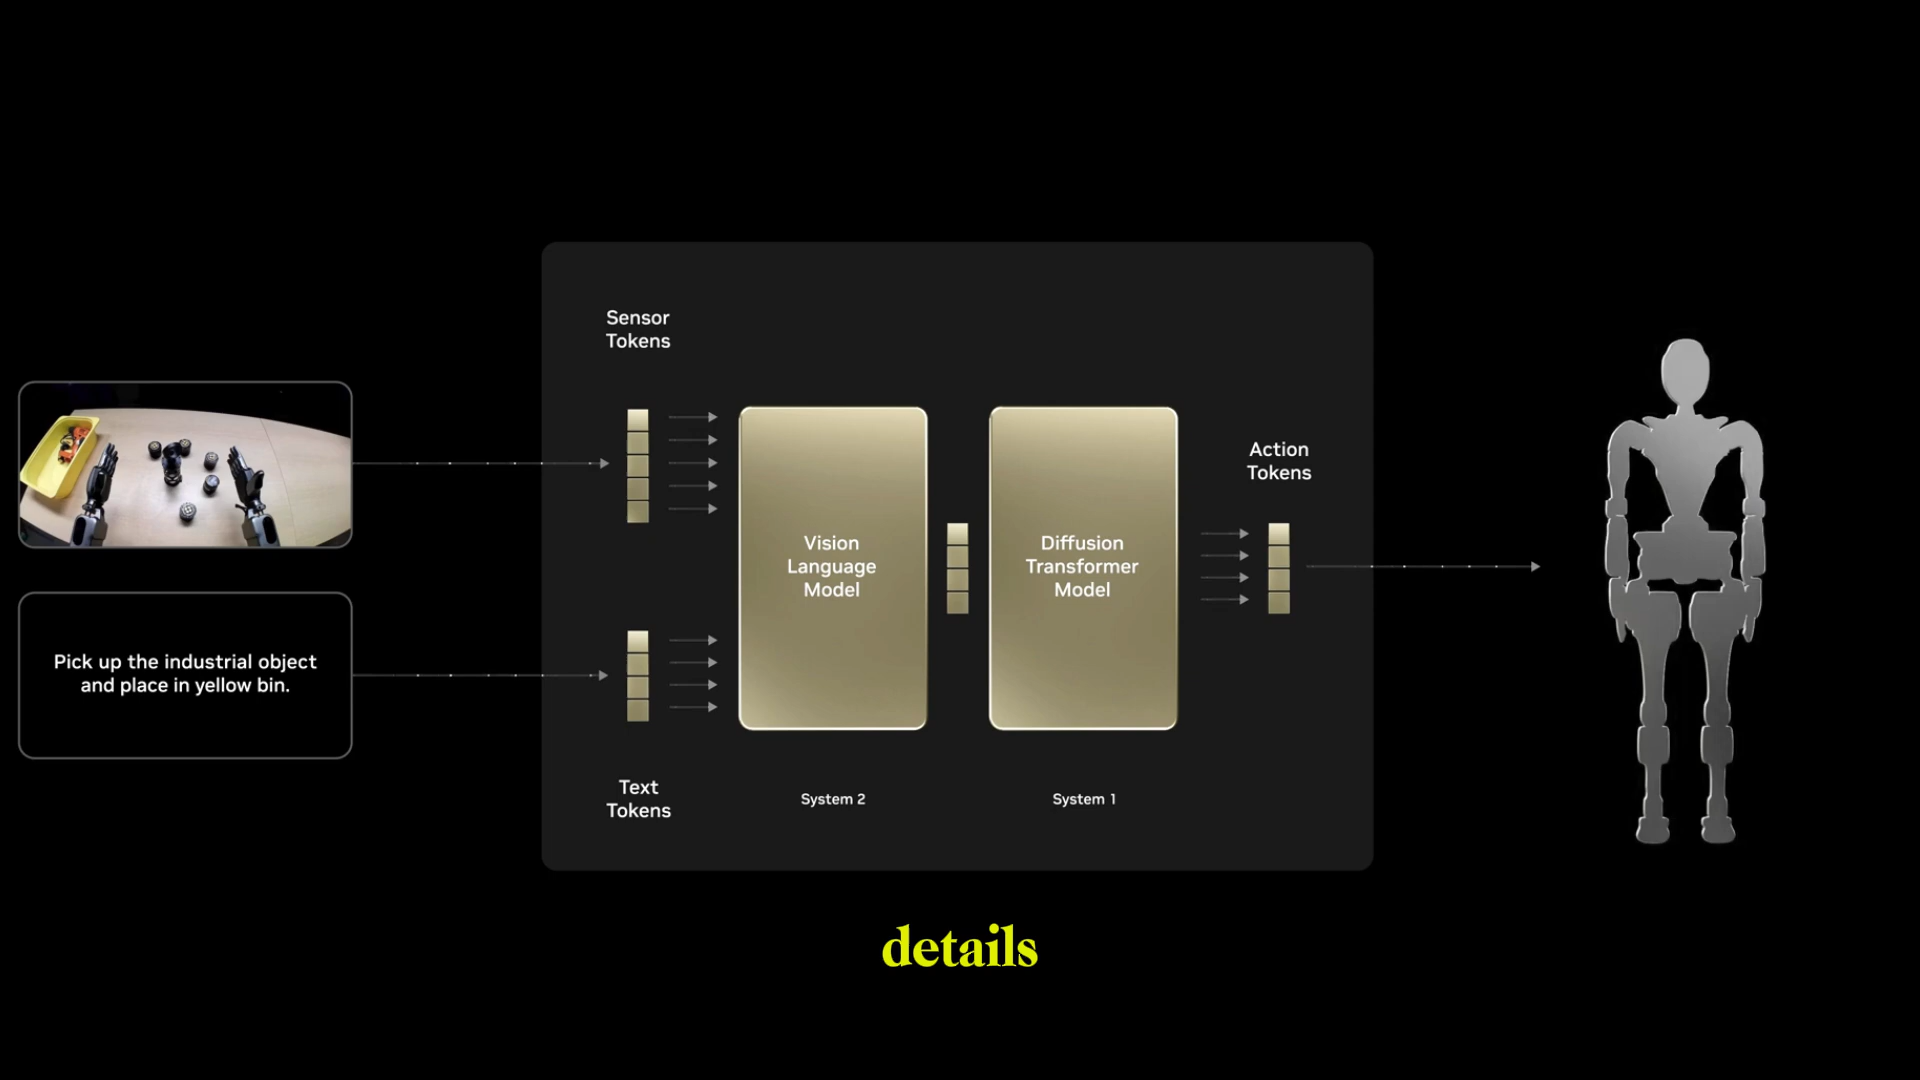 Sensor
Tokens
Pick up the industrial object
and place in yellow bin.
Text
Tokens
Vision
Language
Model
System 2
Diffusion
Transformer
Model
System 1
Action
Tokens
details